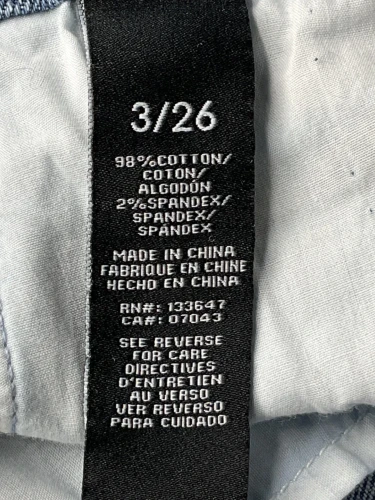 3/26
98%COTTON/
COTON/
ALGODÓN
2%SPANDEX/
SPANDEX/
SPÁNDEX
MADE IN CHINA
FABRIQUE EN CHINE
HECHO EN CHINA
RN#: 133647
CA#: 07043
SEE REVERSE
FOR CARE
DIRECTIVES
D'ENTRETIEN
AU VERSO
VER REVERSO
PARA CUIDADO